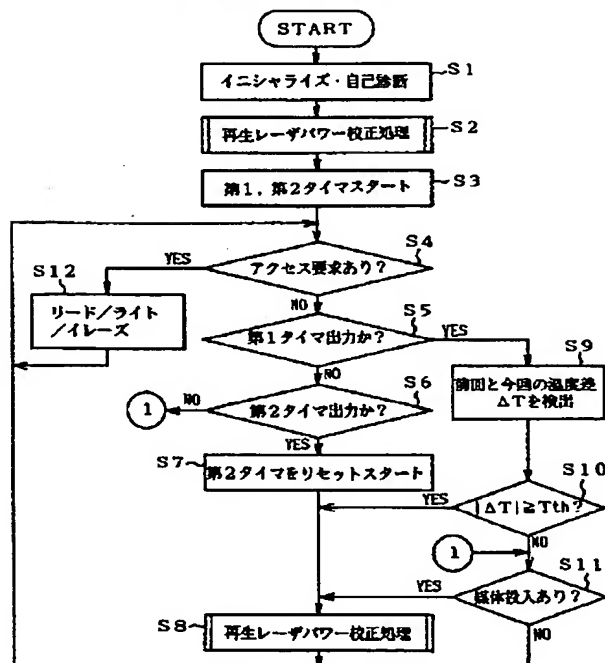 START
イニシャライズ・自己診断
S1
再生レーザパワー校正処理
S2
第1,第2タイマスタート
S3
S4
アクセス要求あり?
YES
S12
リード/ライト
/イレーズ
NO
S5
第1タイマ出力か?
YES
S9
前回と今回の温度差
ΔTを検出
NO
S6
第2タイマ出力か?
NO
1
YES
S7
第2タイマをリセットスタート
S10
|ΔT|≧Tth?
YES
NO
1
S11
媒体投入あり?
YES
NO
S8
再生レーザパワー校正処理